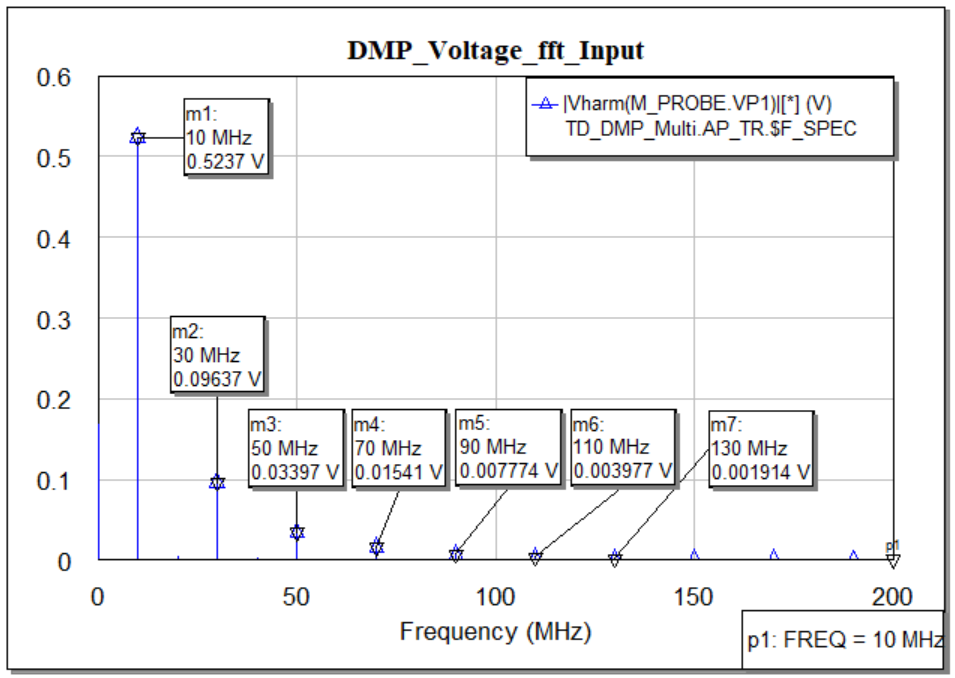 DMP_Voltage_fft_Input
0.6
|Vharm(M_PROBE.VP1)|[*] (V)
TD_DMP_Multi.AP_TR.$F_SPEC
m1:
10 MHz
0.5237 V
0.5
0.4
0.3
m2:
30 MHz
0.09637 V
0.2
m3:
50 MHz
0.03397 V
m4:
70 MHz
0.01541 V
m5:
90 MHz
0.007774 V
m6:
110 MHz
0.003977 V
m7:
130 MHz
0.001914 V
0.1
p1
0
0 50 100 150 200
Frequency (MHz)
p1: FREQ = 10 MHz